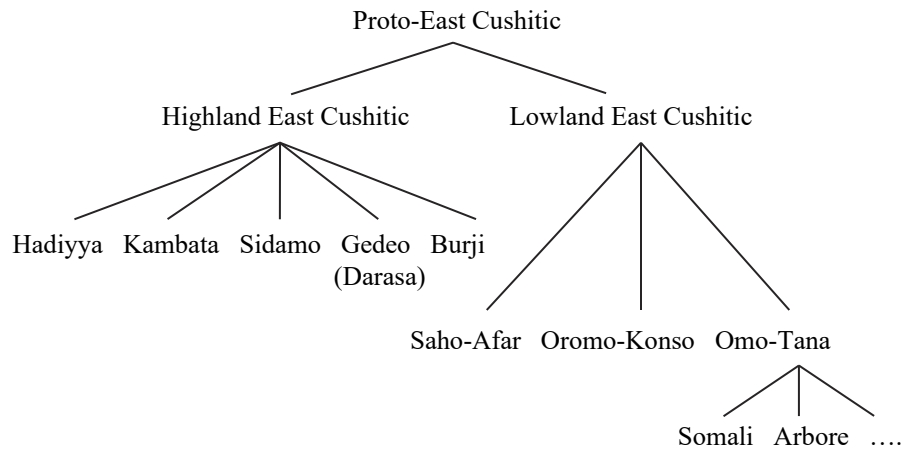 Proto-East Cushitic
Highland East Cushitic Lowland East Cushitic
Hadiyya Kambata Sidamo Gedeo Burji
(Darasa)
Saho-Afar Oromo-Konso Omo-Tana
Somali Arbore ….